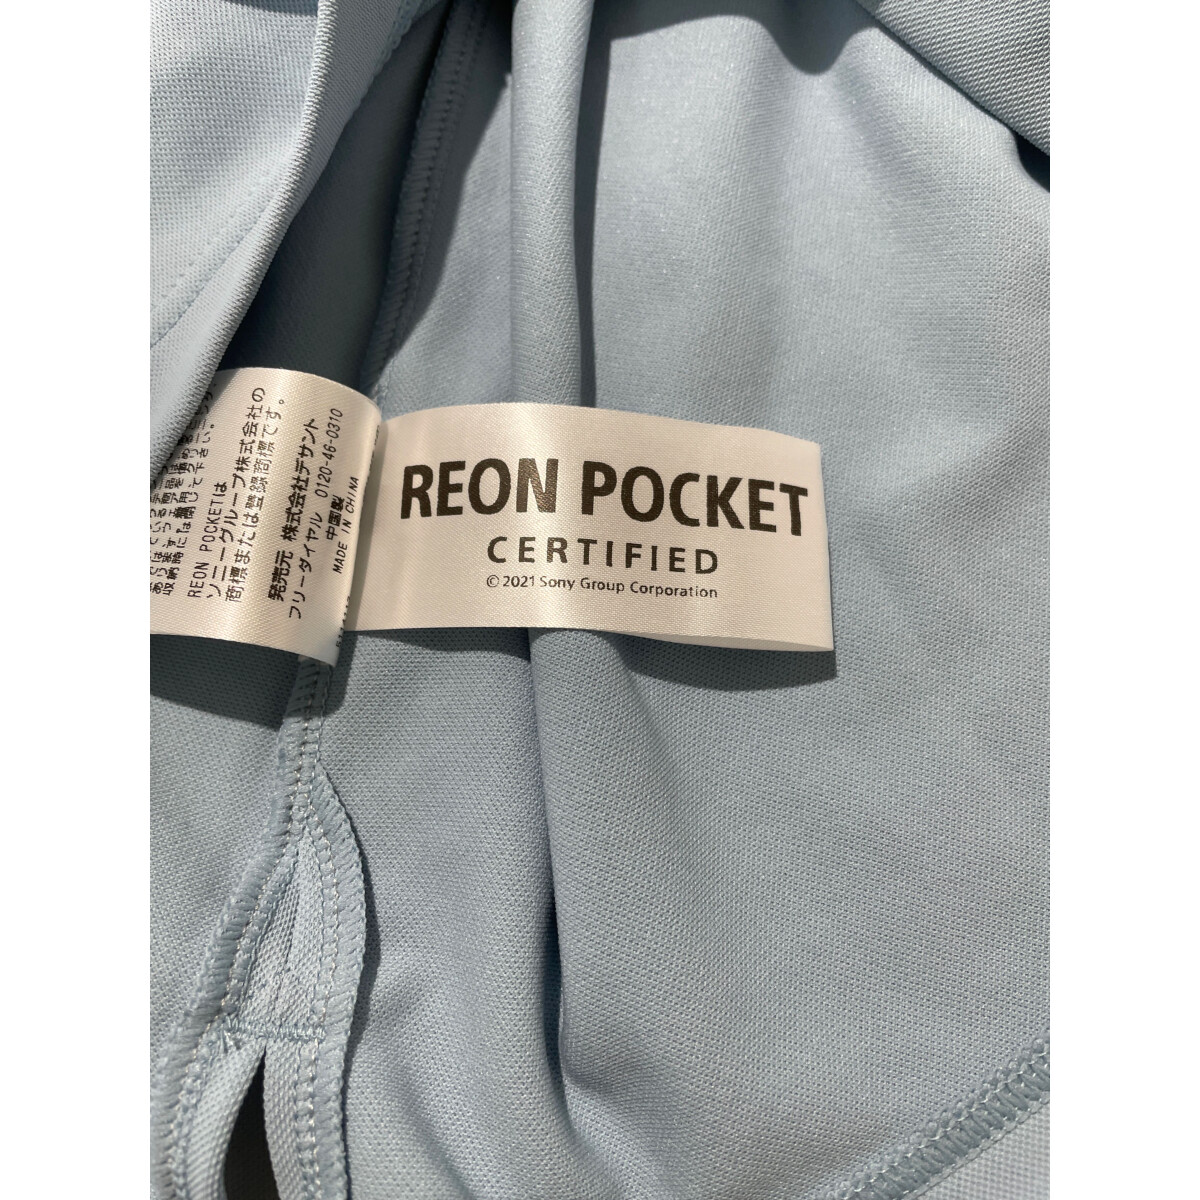 REON POCKET
CERTIFIED
© 2021 Sony Group Corporation
REON POCKETは
ソニーグループ株式会社の
商標または登録商標です。
発売元 株式会社デサント
フリーダイヤル 0120-46-0310
中国製
MADE IN CHINA